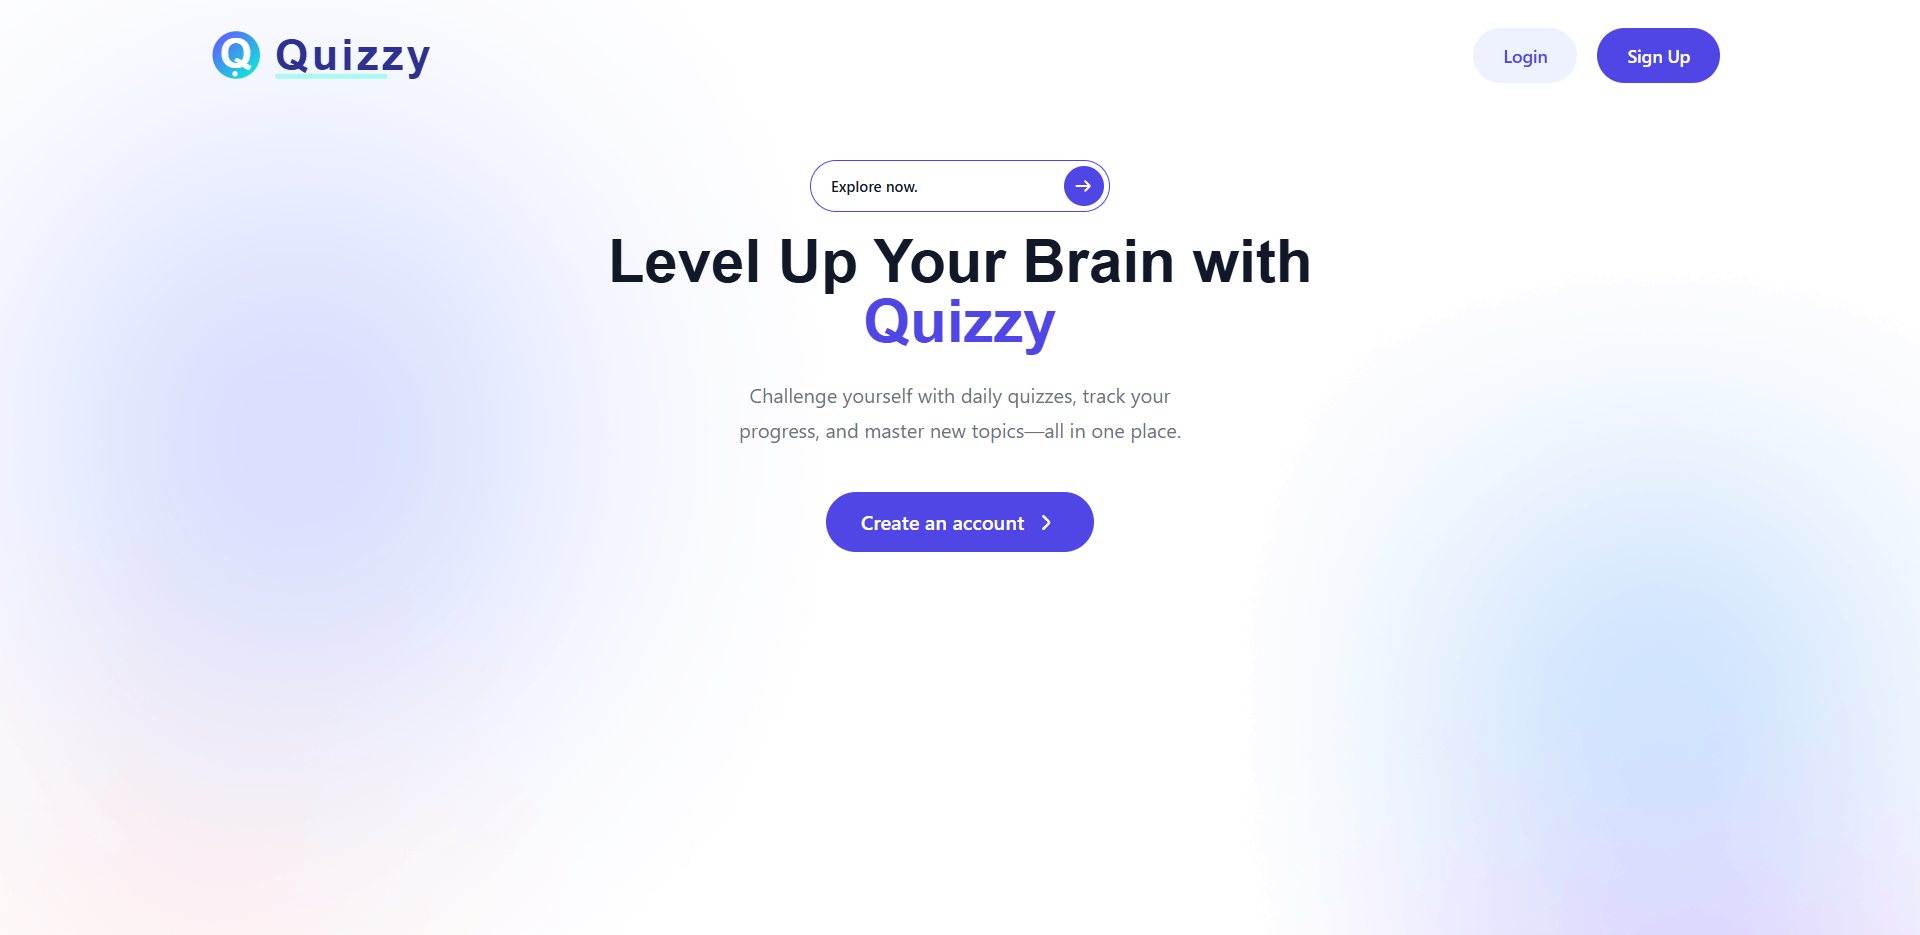 Quizzy
Login
Sign Up
Explore now.
Level Up Your Brain with
Quizzy
Challenge yourself with daily quizzes, track your
progress, and master new topics—all in one place.
Create an account